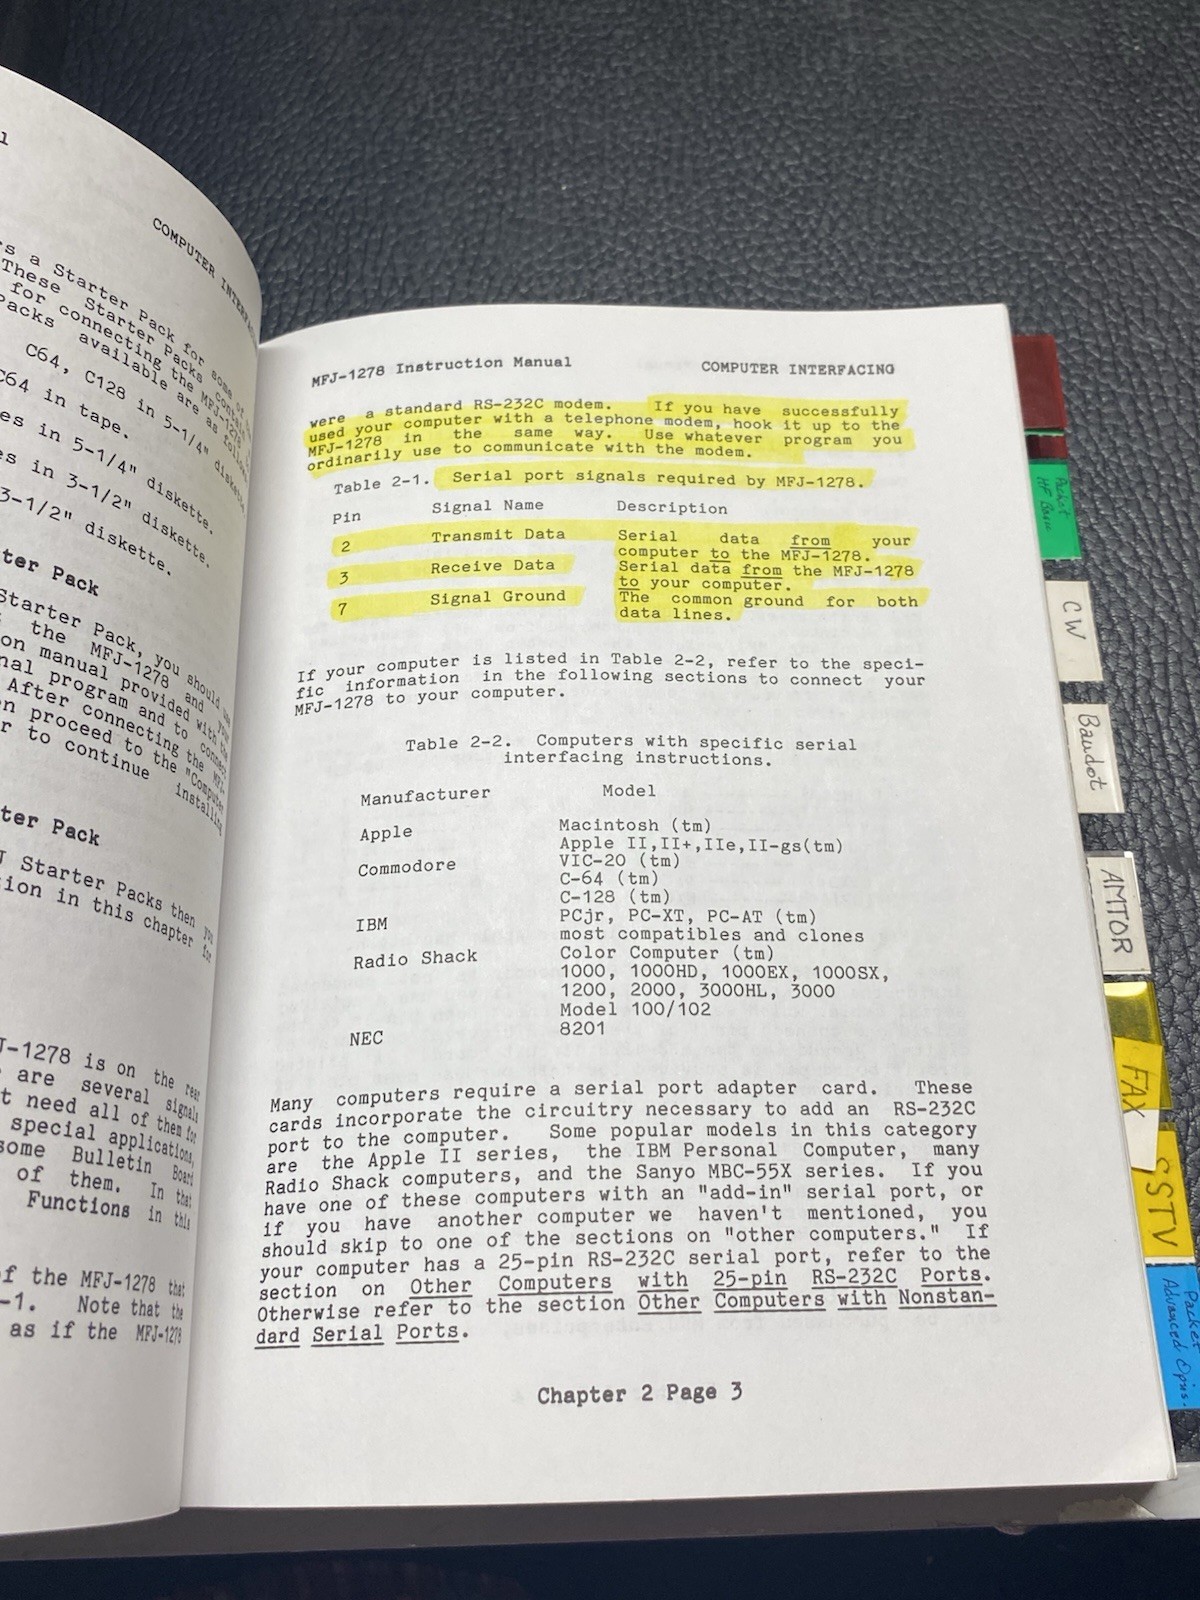 COMPUTER INTERFAC
s a Starter Pack for some of
These Starter Packs contain
for connecting the MFJ-1278
Packs available are as follows
C64, C128 in 5-1/4" diskette
C64 in tape.
es in 5-1/4" diskette.
es in 3-1/2" diskette.
3-1/2" diskette.
ter Pack
Starter Pack, you should
the MFJ-1278 and your
on manual provided with the
nal program and to connect
After connecting the MFJ-
en proceed to the "Computer
r to continue installing
ter Pack
J Starter Packs then you
ion in this chapter for
J-1278 is on the rear
are several signals
t need all of them for
special applications,
some Bulletin Board
of them. In that
Functions in this
f the MFJ-1278 that
-1. Note that the
as if the MFJ-1278
MFJ-1278 Instruction Manual COMPUTER INTERFACING
were a standard RS-232C modem. If you have successfully
used your computer with a telephone modem, hook it up to the
MFJ-1278 in the same way. Use whatever program you
ordinarily use to communicate with the modem.
Table 2-1. Serial port signals required by MFJ-1278.
Pin Signal Name Description
2 Transmit Data Serial data from your
computer to the MFJ-1278.
3 Receive Data Serial data from the MFJ-1278
to your computer.
7 Signal Ground The common ground for both
data lines.
If your computer is listed in Table 2-2, refer to the speci-
fic information in the following sections to connect your
MFJ-1278 to your computer.
Table 2-2. Computers with specific serial
interfacing instructions.
Manufacturer Model
Apple Macintosh (tm)
Apple II,II+,IIe,II-gs(tm)
Commodore VIC-20 (tm)
C-64 (tm)
C-128 (tm)
IBM PCjr, PC-XT, PC-AT (tm)
most compatibles and clones
Radio Shack Color Computer (tm)
1000, 1000HD, 1000EX, 1000SX,
1200, 2000, 3000HL, 3000
Model 100/102
NEC 8201
Many computers require a serial port adapter card. These
cards incorporate the circuitry necessary to add an RS-232C
port to the computer. Some popular models in this category
are the Apple II series, the IBM Personal Computer, many
Radio Shack computers, and the Sanyo MBC-55X series. If you
have one of these computers with an "add-in" serial port, or
if you have another computer we haven't mentioned, you
should skip to one of the sections on "other computers." If
your computer has a 25-pin RS-232C serial port, refer to the
section on Other Computers with 25-pin RS-232C Ports.
Otherwise refer to the section Other Computers with Nonstan-
dard Serial Ports.
Chapter 2 Page 3
Packet
HF
CW
Baudot
AMTOR
FAX
SSTV
Packet
Advanced Opns.